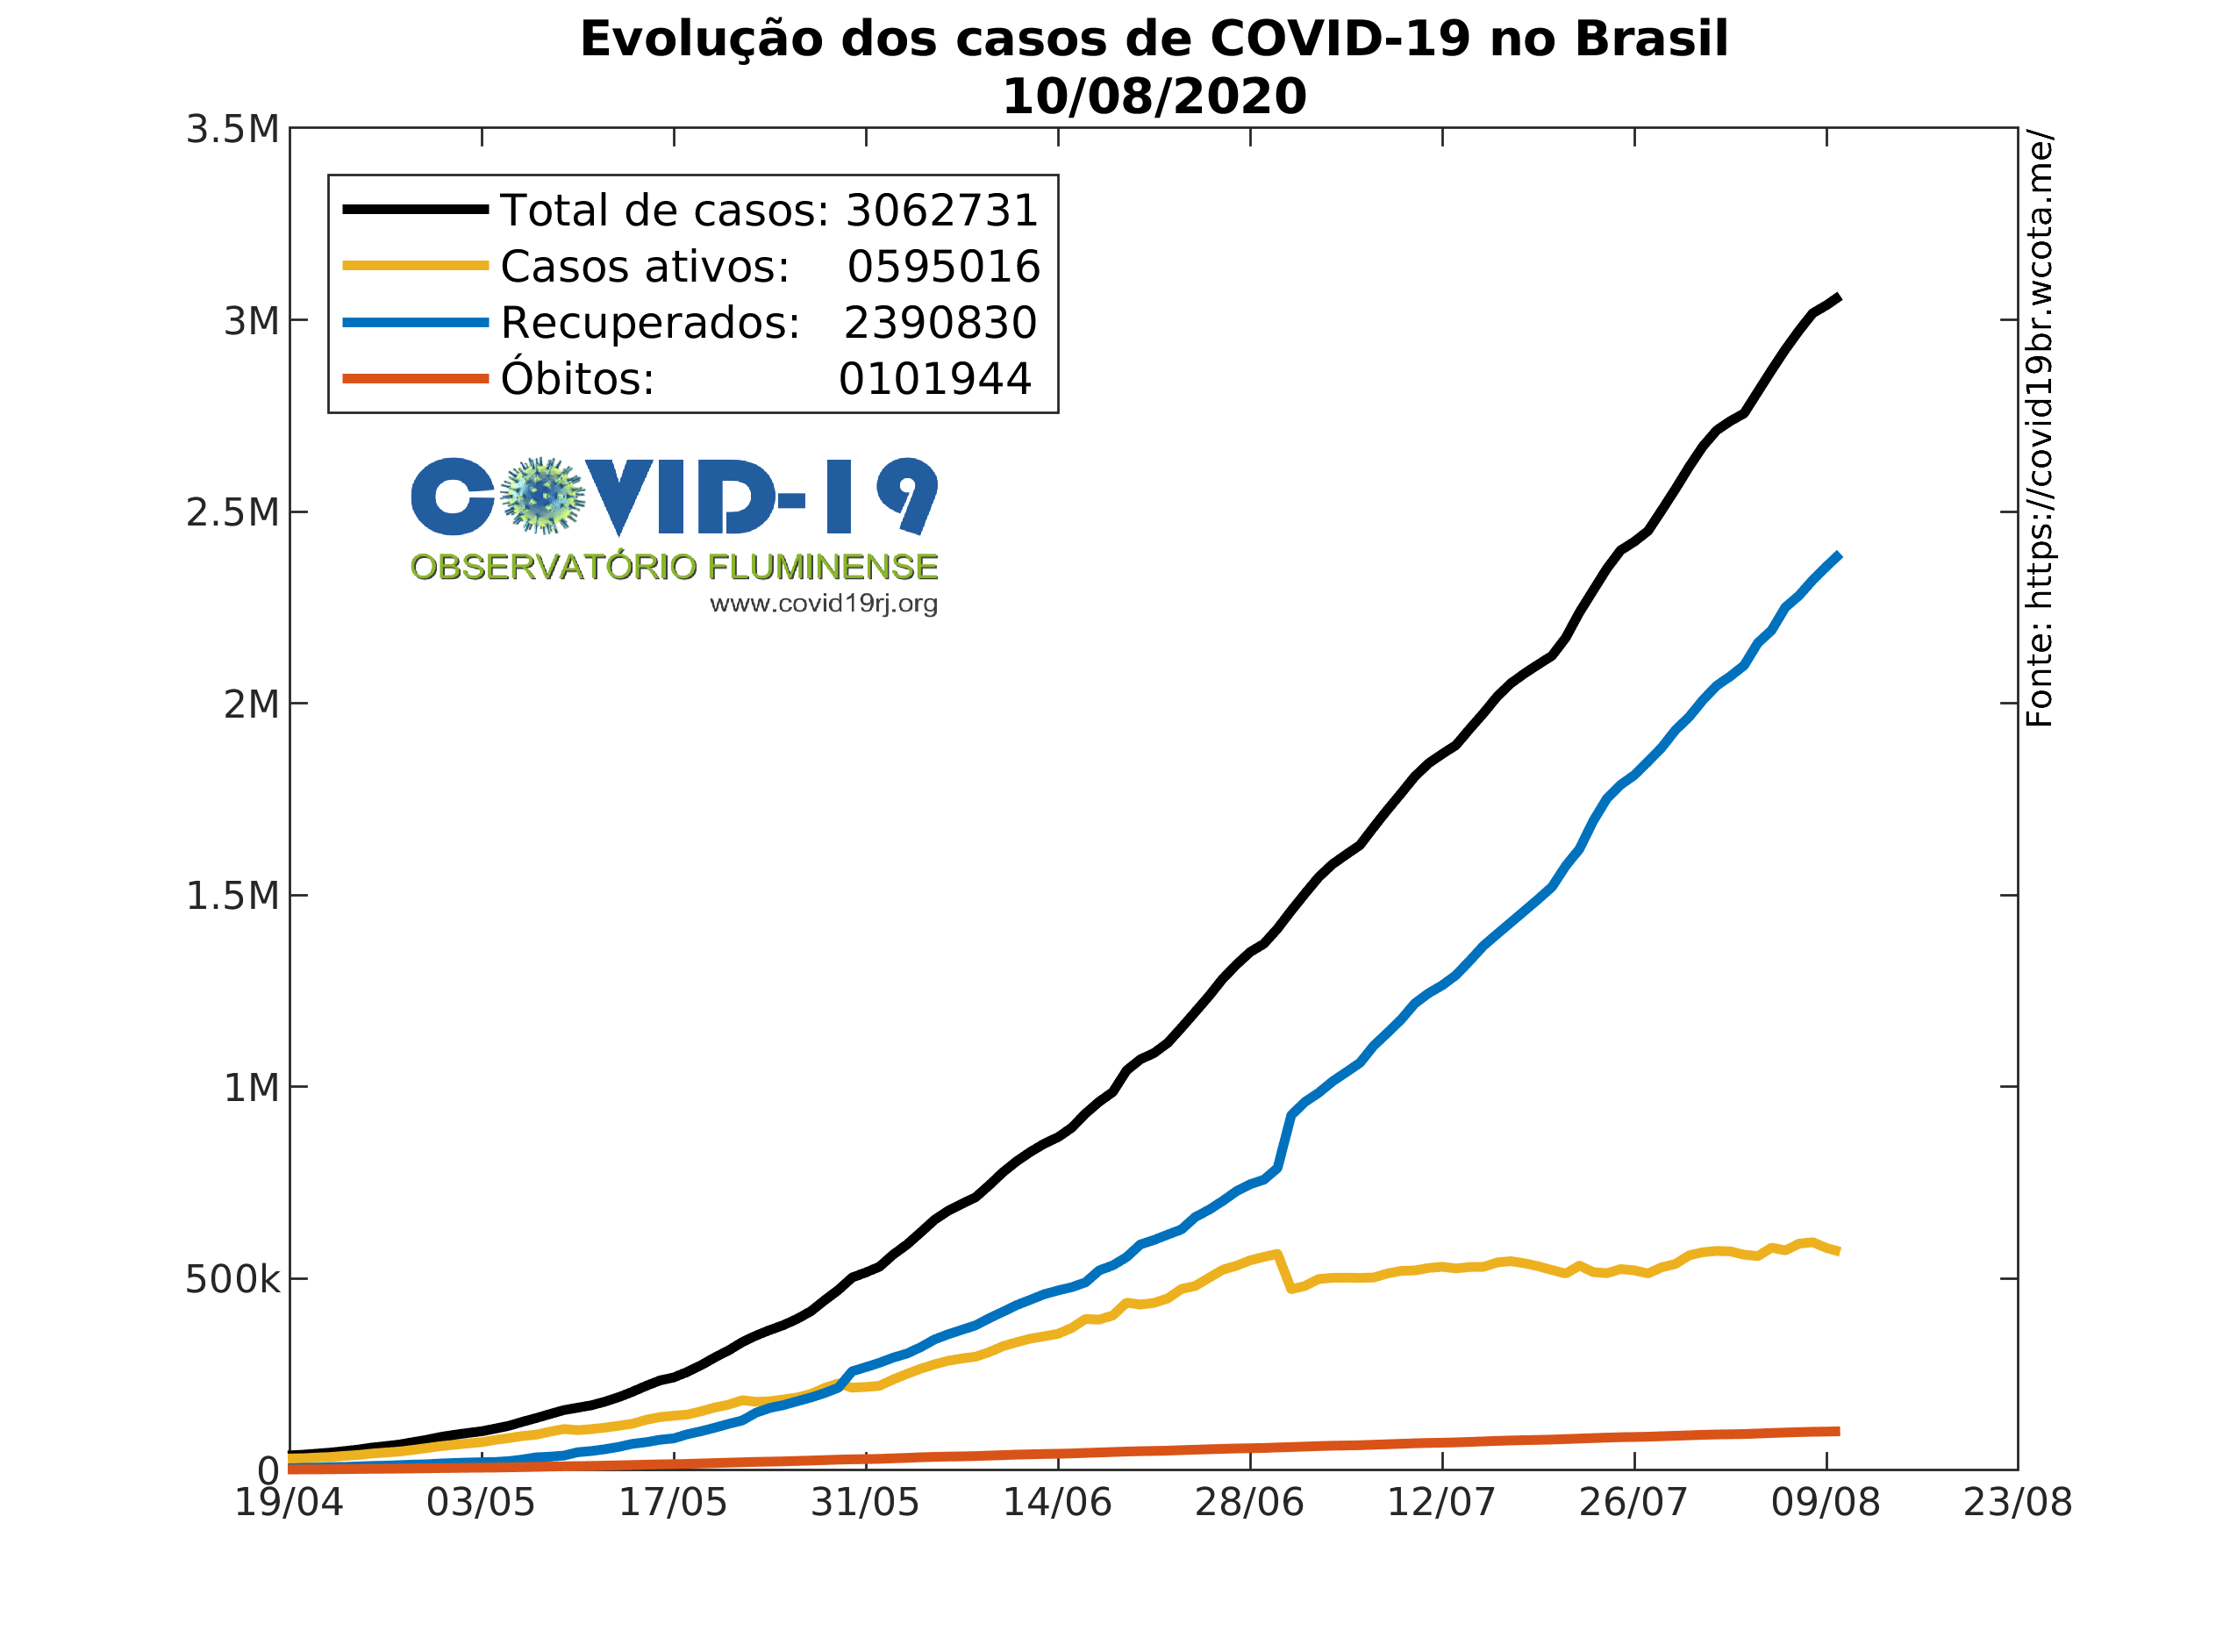 Evolução dos casos de COVID-19 no Brasil
10/08/2020
3.5M
3M
2.5M
2M
1.5M
1M
500k
0
Total de casos: 3062731
Casos ativos: 0595016
Recuperados: 2390830
Óbitos: 0101944
COVID-19
OBSERVATÓRIO FLUMINENSE
www.covid19rj.org
Fonte: https://covid19br.wcota.me/
19/04 03/05 17/05 31/05 14/06 28/06 12/07 26/07 09/08 23/08